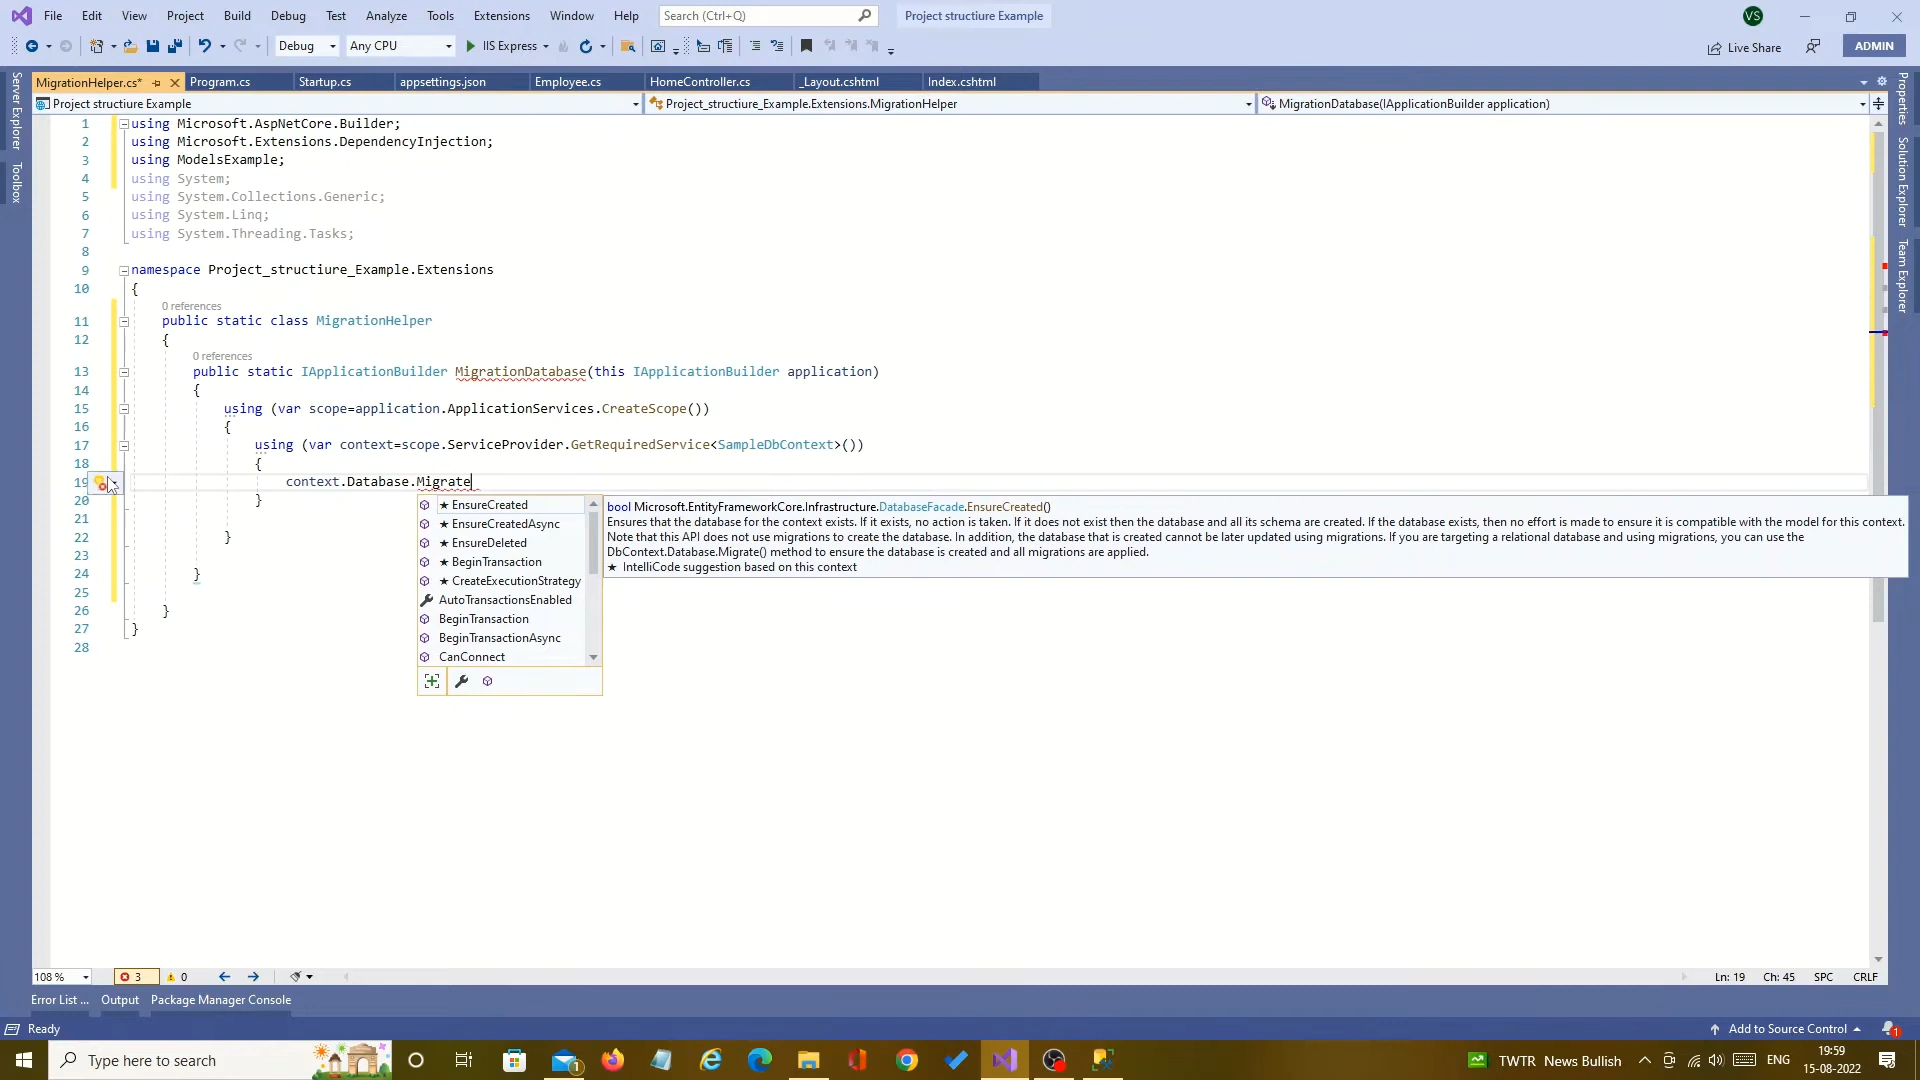 File Edit View Project Build Debug Test Analyze Tools Extensions Window Help Search (Ctrl+Q) Project structiure Example VS
Debug Any CPU IIS Express Live Share ADMIN
MigrationHelper.cs* Program.cs Startup.cs appsettings.json Employee.cs HomeController.cs _Layout.cshtml Index.cshtml
Project structiure Example Project_structiure_Example.Extensions.MigrationHelper MigrationDatabase(IApplicationBuilder application)
Server Explorer
Toolbox
Properties
Solution Explorer
Team Explorer
1 using Microsoft.AspNetCore.Builder;
2 using Microsoft.Extensions.DependencyInjection;
3 using ModelsExample;
4 using System;
5 using System.Collections.Generic;
6 using System.Linq;
7 using System.Threading.Tasks;
8
9 namespace Project_structiure_Example.Extensions
10 {
0 references
11 public static class MigrationHelper
12 {
0 references
13 public static IApplicationBuilder MigrationDatabase(this IApplicationBuilder application)
14 {
15 using (var scope=application.ApplicationServices.CreateScope())
16 {
17 using (var context=scope.ServiceProvider.GetRequiredService<SampleDbContext>())
18 {
19 context.Database.Migrate
20 }
21
22 }
23
24 }
25
26 }
27 }
28
★ EnsureCreated
★ EnsureCreatedAsync
★ EnsureDeleted
★ BeginTransaction
★ CreateExecutionStrategy
AutoTransactionsEnabled
BeginTransaction
BeginTransactionAsync
CanConnect
bool Microsoft.EntityFrameworkCore.Infrastructure.DatabaseFacade.EnsureCreated()
Ensures that the database for the context exists. If it exists, no action is taken. If it does not exist then the database and all its schema are created. If the database exists, then no effort is made to ensure it is compatible with the model for this context.
Note that this API does not use migrations to create the database. In addition, the database that is created cannot be later updated using migrations. If you are targeting a relational database and using migrations, you can use the
DbContext.Database.Migrate() method to ensure the database is created and all migrations are applied.
★ IntelliCode suggestion based on this context
108 % 3 0 Ln: 19 Ch: 45 SPC CRLF
Error List ... Output Package Manager Console
Ready Add to Source Control 1
Type here to search 1 TWTR News Bullish ENG 19:59
15-08-2022